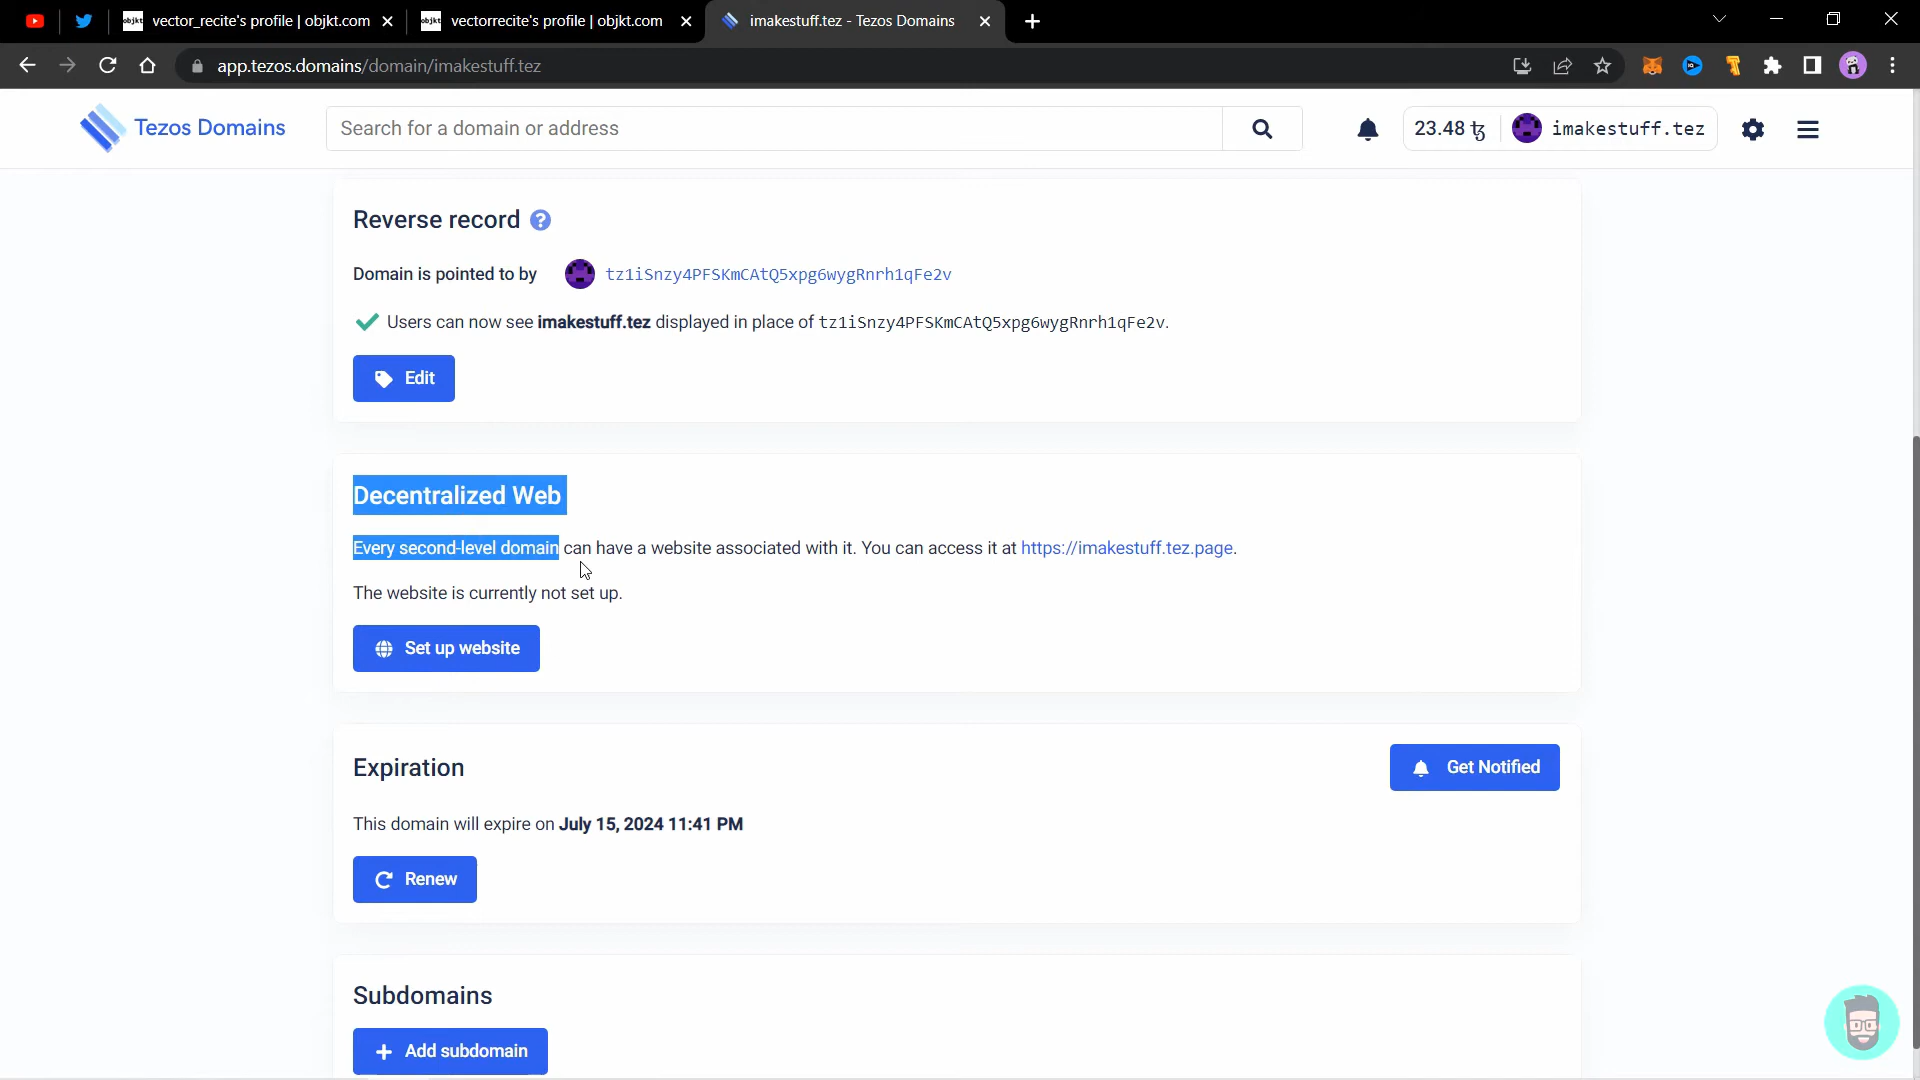 vector_recite's profile | objkt.com
vectorrecite's profile | objkt.com
imakestuff.tez - Tezos Domains
app.tezos.domains/domain/imakestuff.tez
Tezos Domains
Search for a domain or address
23.48 ꜩ
imakestuff.tez
Reverse record ?
Domain is pointed to by tz1iSnzy4PFSKmCAtQ5xpg6wygRnrh1qFe2v
Users can now see imakestuff.tez displayed in place of tz1iSnzy4PFSKmCAtQ5xpg6wygRnrh1qFe2v.
Edit
Decentralized Web
Every second-level domain can have a website associated with it. You can access it at https://imakestuff.tez.page.
The website is currently not set up.
Set up website
Expiration
Get Notified
This domain will expire on July 15, 2024 11:41 PM
Renew
Subdomains
Add subdomain